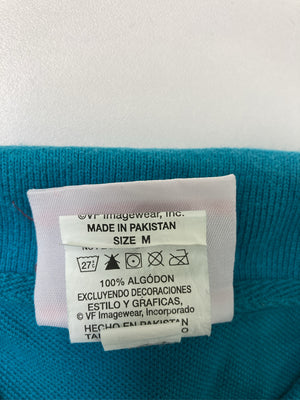 ©VF Imagewear, Inc.
MADE IN PAKISTAN
SIZE M
27°C
100% ALGÓDON
EXCLUYENDO DECORACIONES
ESTILO Y GRAFICAS,
© VF Imagewear, Incorporado
HECHO EN PAKISTAN